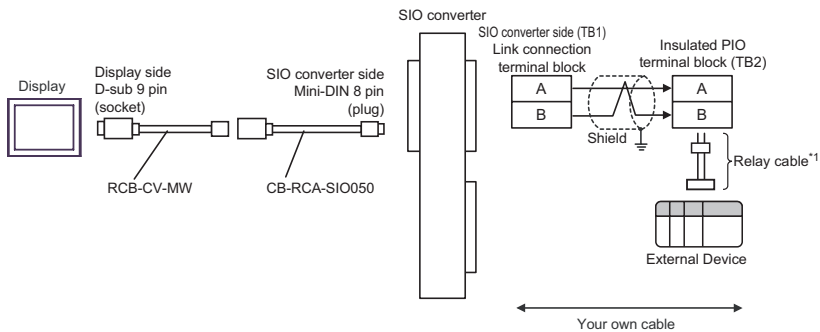 SIO converter
SIO converter side (TB1)
Link connection
terminal block
Insulated PIO
terminal block (TB2)
Display
Display side
D-sub 9 pin
(socket)
SIO converter side
Mini-DIN 8 pin
(plug)
A
B
A
B
Shield
Relay cable*1
RCB-CV-MW
CB-RCA-SIO050
External Device
Your own cable